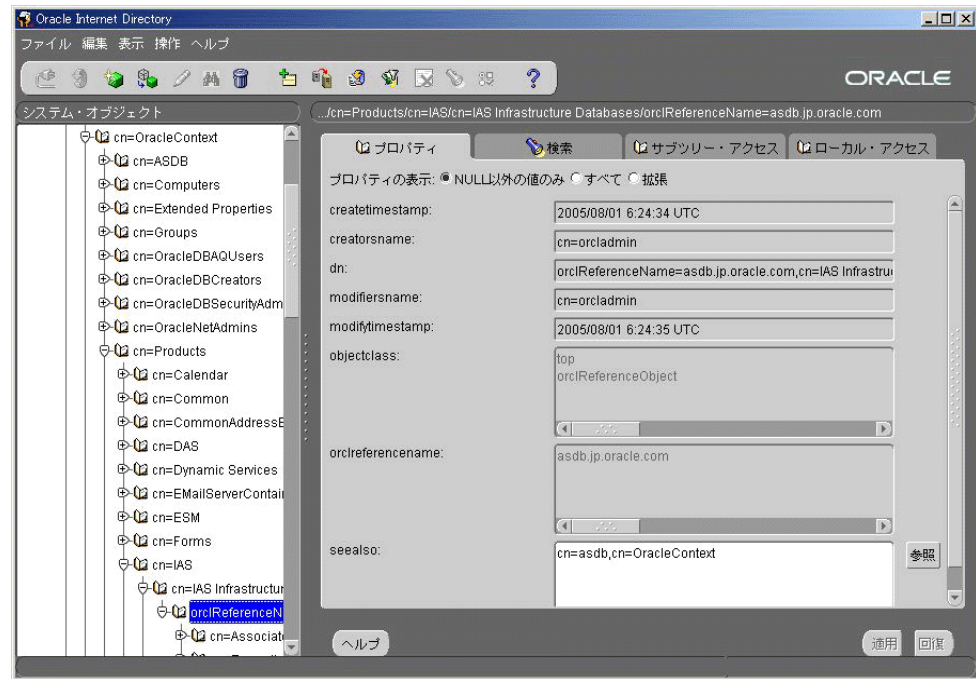 Oracle Internet Directory
ファイル 編集 表示 操作 ヘルプ
ORACLE
システム・オブジェクト
cn=OracleContext
cn=ASDB
cn=Computers
cn=Extended Properties
cn=Groups
cn=OracleDBAQUsers
cn=OracleDBCreators
cn=OracleDBSecurityAdm
cn=OracleNetAdmins
cn=Products
cn=Calendar
cn=Common
cn=CommonAddressE
cn=DAS
cn=Dynamic Services
cn=EMailServerContai
cn=ESM
cn=Forms
cn=IAS
cn=IAS Infrastructur
orclReferenceN
cn=Associat
.../cn=Products/cn=IAS/cn=IAS Infrastructure Databases/orclReferenceName=asdb.jp.oracle.com
プロパティ 検索 サブツリー・アクセス ローカル・アクセス
プロパティの表示: NULL以外の値のみ すべて 拡張
createtimestamp: 2005/08/01 6:24:34 UTC
creatorsname: cn=orcladmin
dn: orclReferenceName=asdb.jp.oracle.com,cn=IAS Infrastru
modifiersname: cn=orcladmin
modifytimestamp: 2005/08/01 6:24:35 UTC
objectclass: top
orclReferenceObject
orclreferencename: asdb.jp.oracle.com
seealso: cn=asdb,cn=OracleContext 参照
ヘルプ 適用 回復